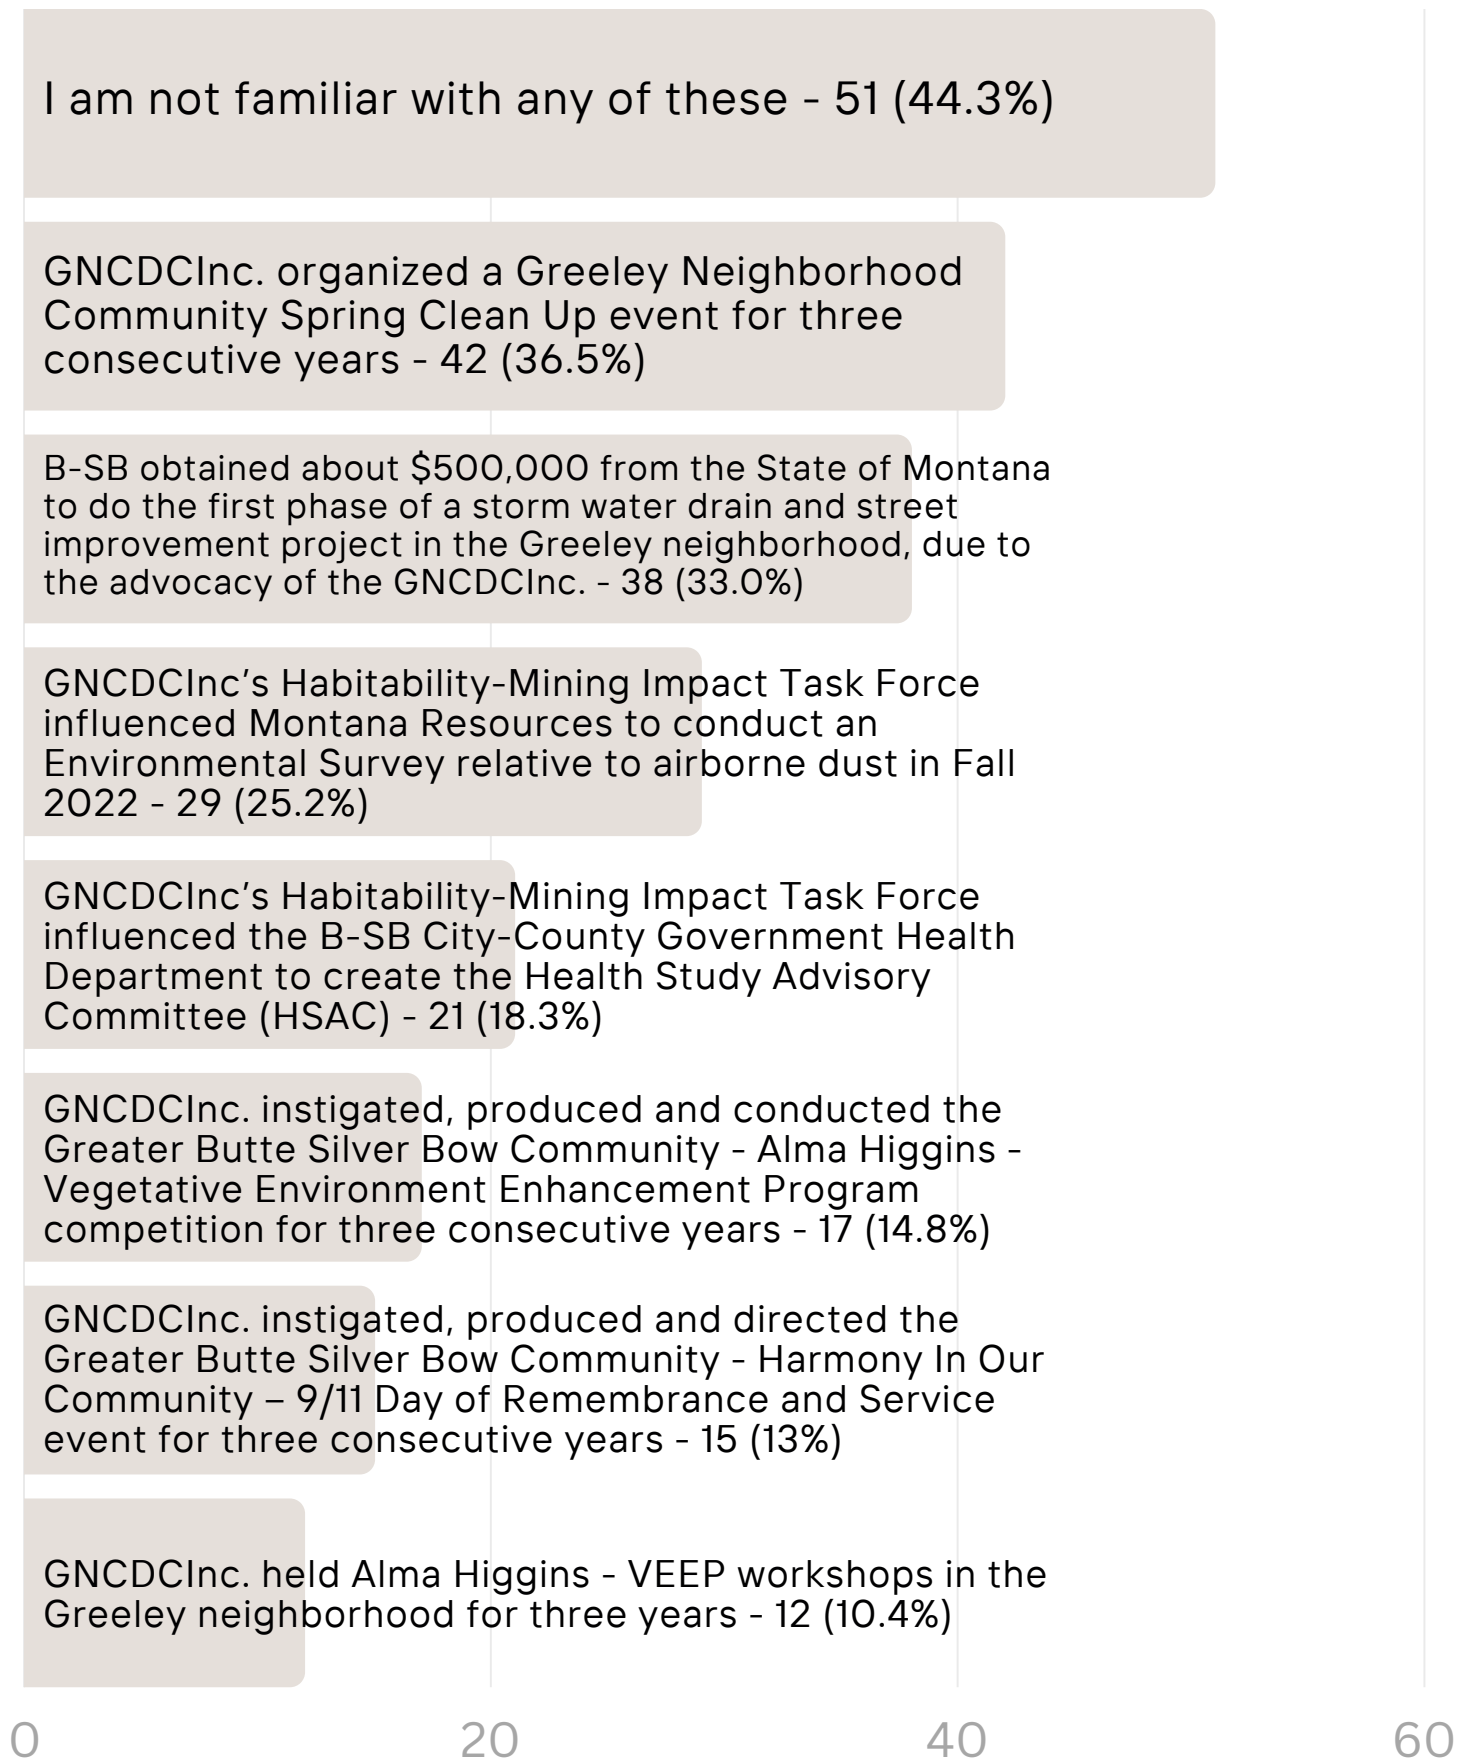 I am not familiar with any of these - 51 (44.3%)
GNCDCInc. organized a Greeley Neighborhood
Community Spring Clean Up event for three
consecutive years - 42 (36.5%)
B-SB obtained about $500,000 from the State of Montana
to do the first phase of a storm water drain and street
improvement project in the Greeley neighborhood, due to
the advocacy of the GNCDCInc. - 38 (33.0%)
GNCDCInc’s Habitability-Mining Impact Task Force
influenced Montana Resources to conduct an
Environmental Survey relative to airborne dust in Fall
2022 - 29 (25.2%)
GNCDCInc’s Habitability-Mining Impact Task Force
influenced the B-SB City-County Government Health
Department to create the Health Study Advisory
Committee (HSAC) - 21 (18.3%)
GNCDCInc. instigated, produced and conducted the
Greater Butte Silver Bow Community - Alma Higgins -
Vegetative Environment Enhancement Program
competition for three consecutive years - 17 (14.8%)
GNCDCInc. instigated, produced and directed the
Greater Butte Silver Bow Community - Harmony In Our
Community – 9/11 Day of Remembrance and Service
event for three consecutive years - 15 (13%)
GNCDCInc. held Alma Higgins - VEEP workshops in the
Greeley neighborhood for three years - 12 (10.4%)
0 20 40 60